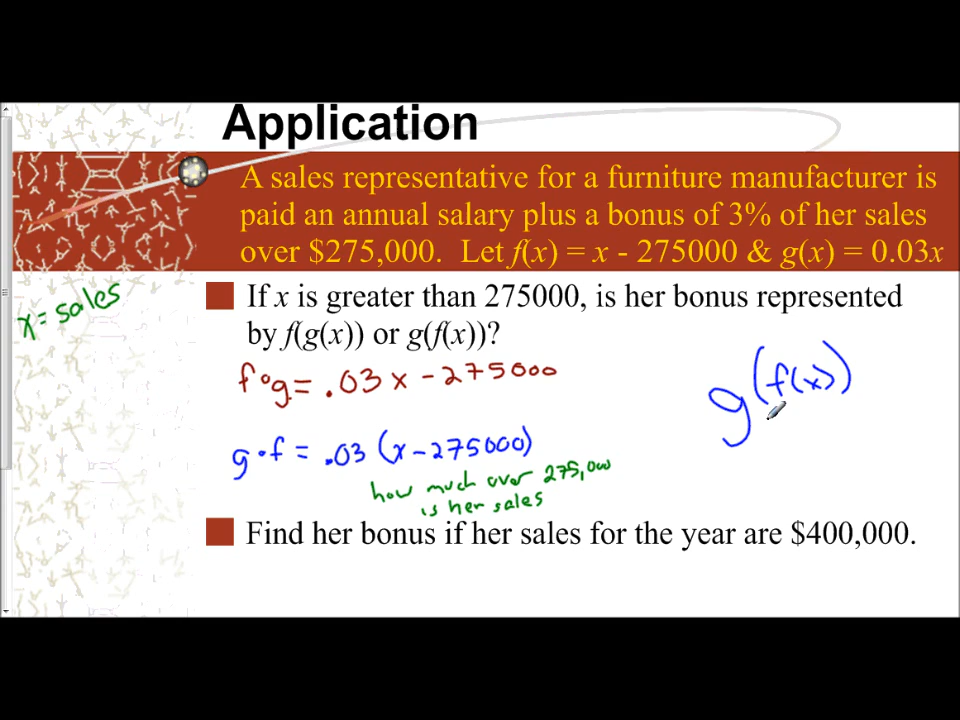 Application
A sales representative for a furniture manufacturer is
paid an annual salary plus a bonus of 3% of her sales
over $275,000. Let f(x) = x - 275000 & g(x) = 0.03x
If x is greater than 275000, is her bonus represented
by f(g(x)) or g(f(x))?
x = sales
f∘g = .03x - 275000
g(f(x))
g∘f = .03 (x - 275000)
how much over 275,000
is her sales
Find her bonus if her sales for the year are $400,000.